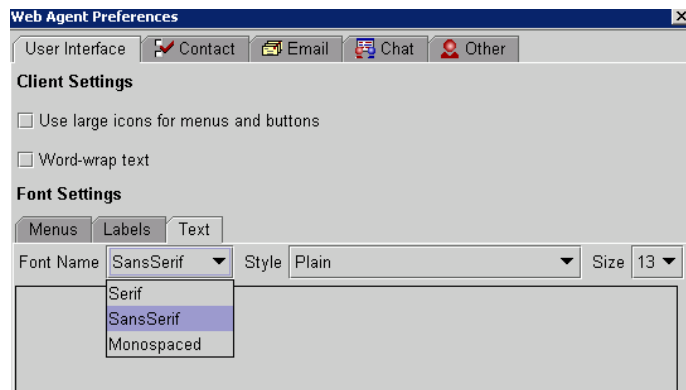 Web Agent Preferences
User Interface Contact Email Chat Other
Client Settings
Use large icons for menus and buttons
Word-wrap text
Font Settings
Menus Labels Text
Font Name SansSerif Style Plain Size 13
Serif
SansSerif
Monospaced